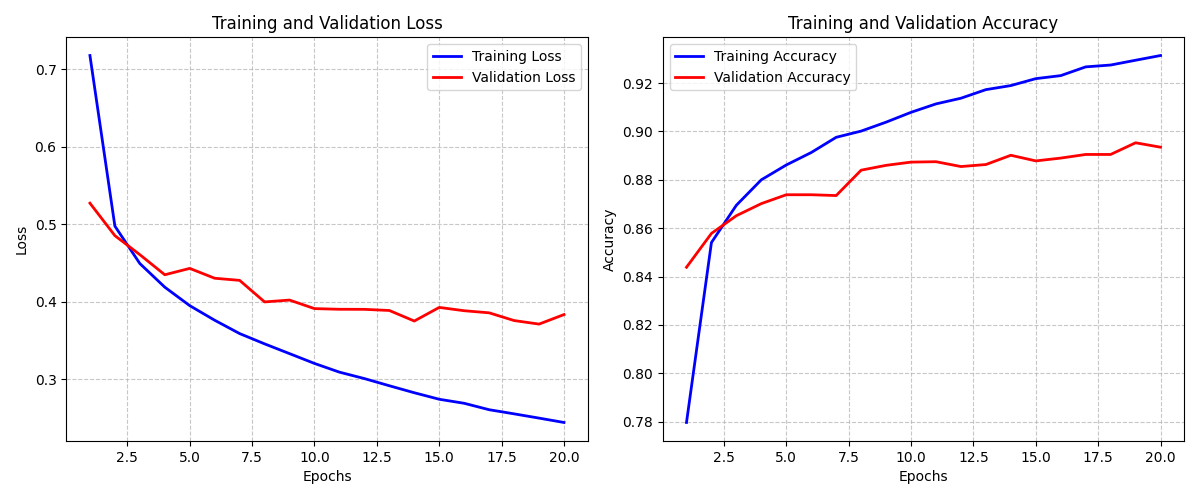 Training and Validation Loss
Training Loss
Validation Loss
0.7
0.6
0.5
0.4
0.3
Loss
2.5 5.0 7.5 10.0 12.5 15.0 17.5 20.0
Epochs
Training and Validation Accuracy
Training Accuracy
Validation Accuracy
0.92
0.90
0.88
0.86
0.84
0.82
0.80
0.78
Accuracy
2.5 5.0 7.5 10.0 12.5 15.0 17.5 20.0
Epochs